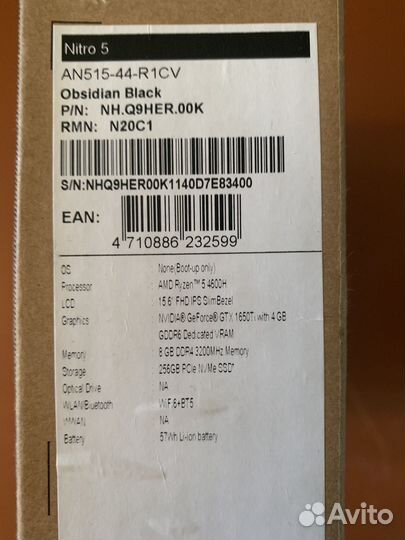 Nitro 5
AN515-44-R1CV
Obsidian Black
P/N: NH.Q9HER.00K
RMN: N20C1
S/N:NHQ9HER00K1140D7E83400
EAN:
4 710886 232599
OS : None(Boot-up only)
Processor : AMD Ryzen™ 5 4600H
LCD : 15.6" FHD IPS SlimBezel
Graphics : NVIDIA® GeForce® GTX 1650Ti with 4 GB
GDDR6 Dedicated VRAM
Memory : 8 GB DDR4 3200MHz Memory
Storage : 256GB PCIe NVMe SSD*
Optical Drive : NA
WLAN/Bluetooth : WiFi 6+BT5
WWAN : NA
Battery : 57Wh Li-ion battery
Avito